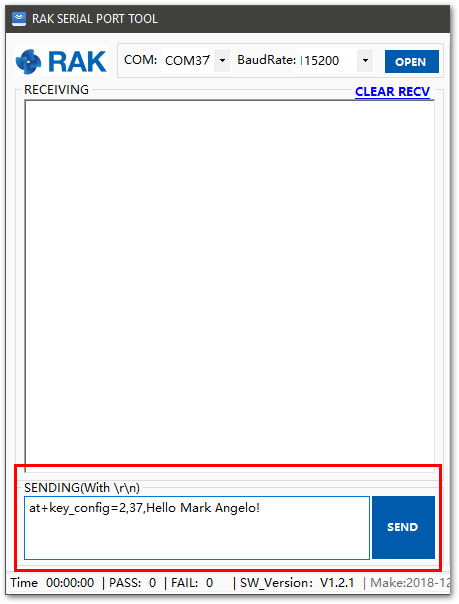 RAK SERIAL PORT TOOL
RAK COM: COM37 BaudRate: 115200 OPEN
RECEIVING CLEAR RECV
SENDING(With \r\n)
at+key_config=2,37,Hello Mark Angelo!
SEND
Time 00:00:00 | PASS: 0 | FAIL: 0 | SW_Version: V1.2.1 | Make:2018-12